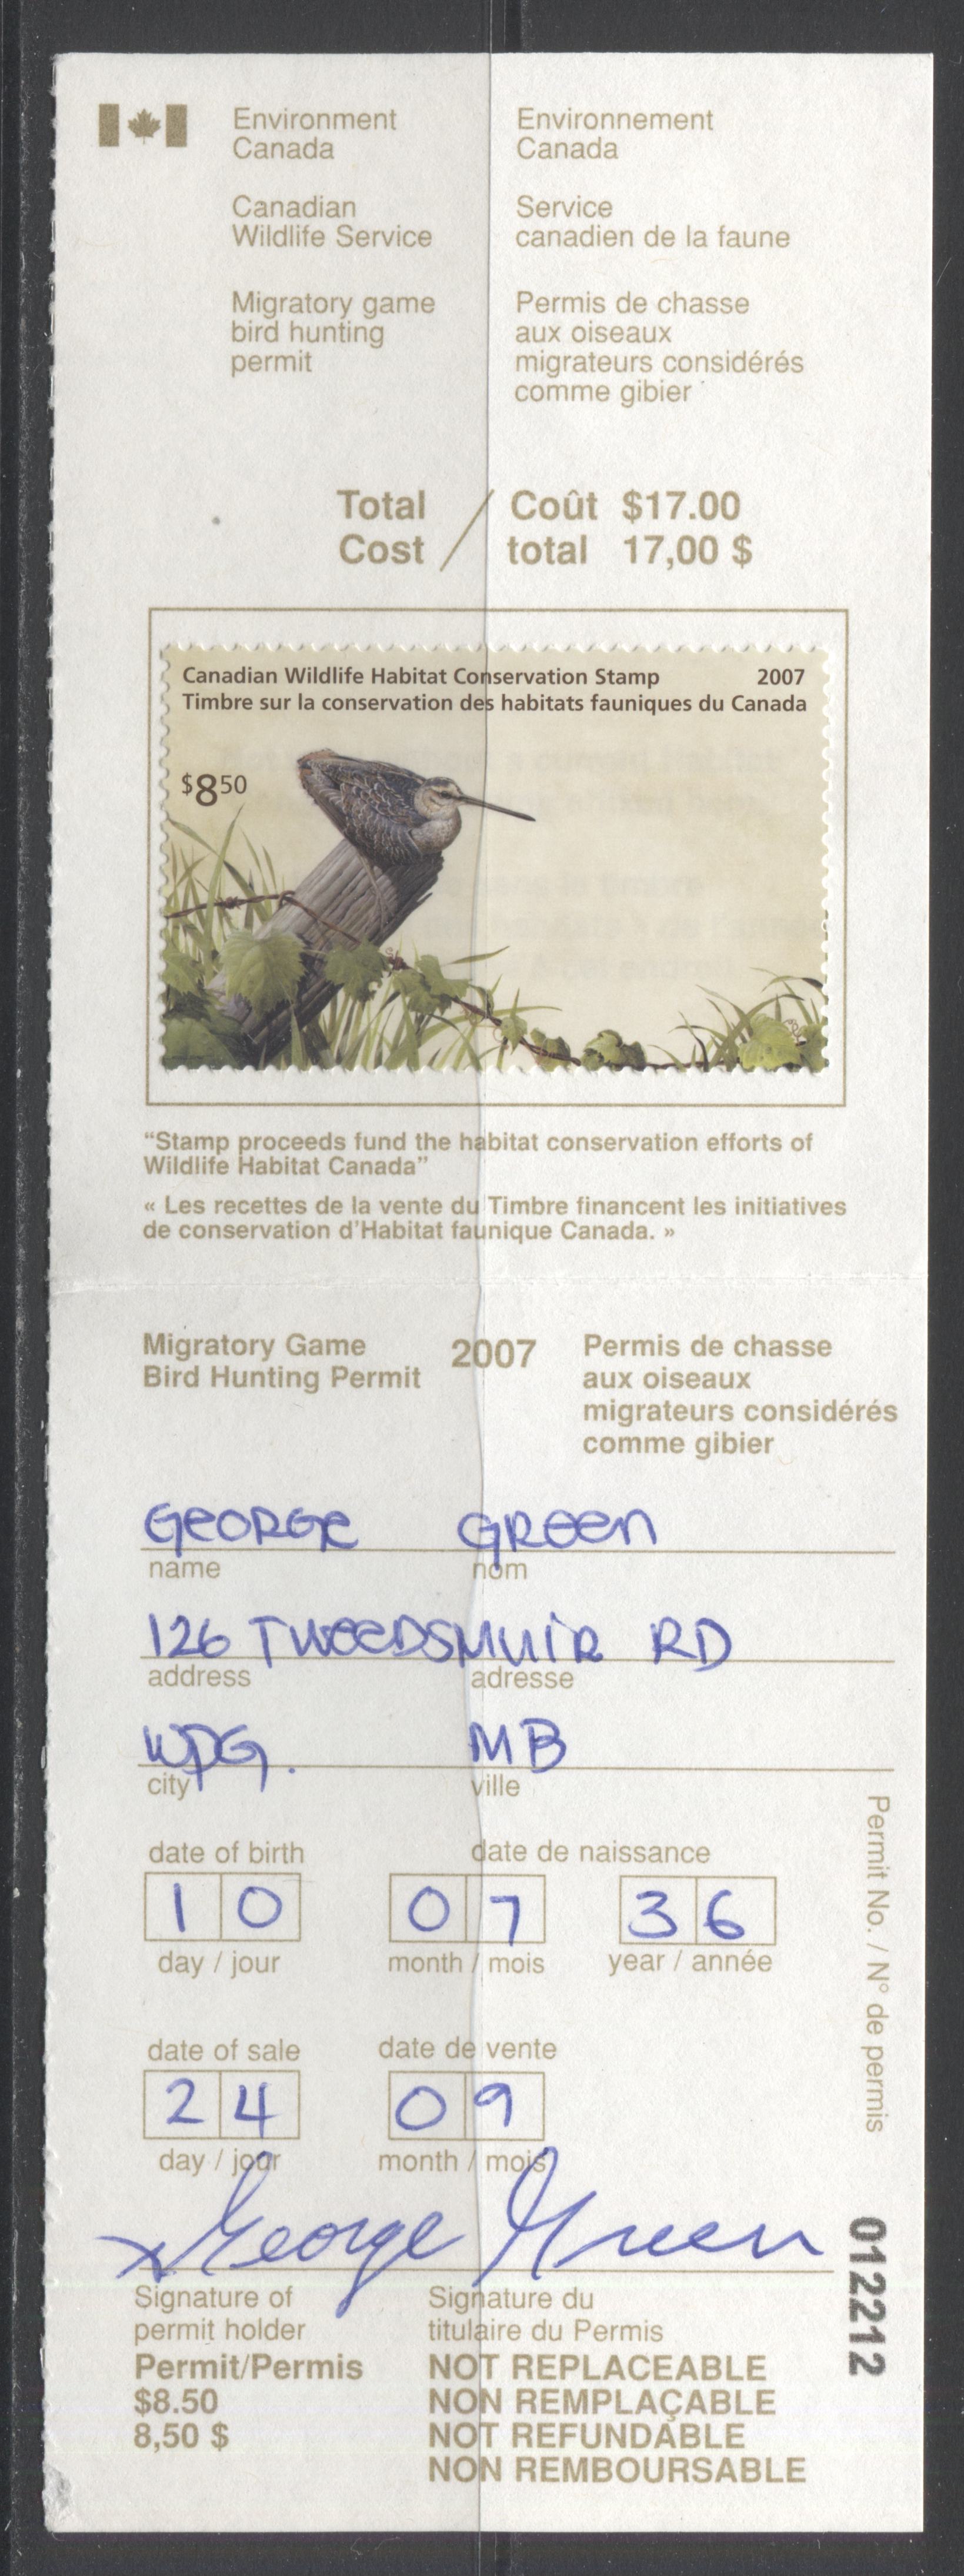 Environment
Canada
Environnement
Canada
Canadian
Wildlife Service
Service
canadien de la faune
Migratory game
bird hunting
permit
Permis de chasse
aux oiseaux
migrateurs considérés
comme gibier
Total / Coût $17.00
Cost / total 17,00 $
Canadian Wildlife Habitat Conservation Stamp 2007
Timbre sur la conservation des habitats fauniques du Canada
$8 50
“Stamp proceeds fund the habitat conservation efforts of
Wildlife Habitat Canada”
« Les recettes de la vente du Timbre financent les initiatives
de conservation d'Habitat faunique Canada. »
Migratory Game
Bird Hunting Permit
2007
Permis de chasse
aux oiseaux
migrateurs considérés
comme gibier
GeORGe GReen
name nom
126 TWeeDSMUIR RD
address adresse
WPG. MB
city ville
date of birth date de naissance
1 0 0 7 3 6
day / jour month / mois year / année
date of sale date de vente
2 4 0 9
day / jour month / mois
Permit No. / N° de permis
012212
x George Green
Signature of
permit holder
Signature du
titulaire du Permis
Permit/Permis
$8.50
8,50 $
NOT REPLACEABLE
NON REMPLAÇABLE
NOT REFUNDABLE
NON REMBOURSABLE